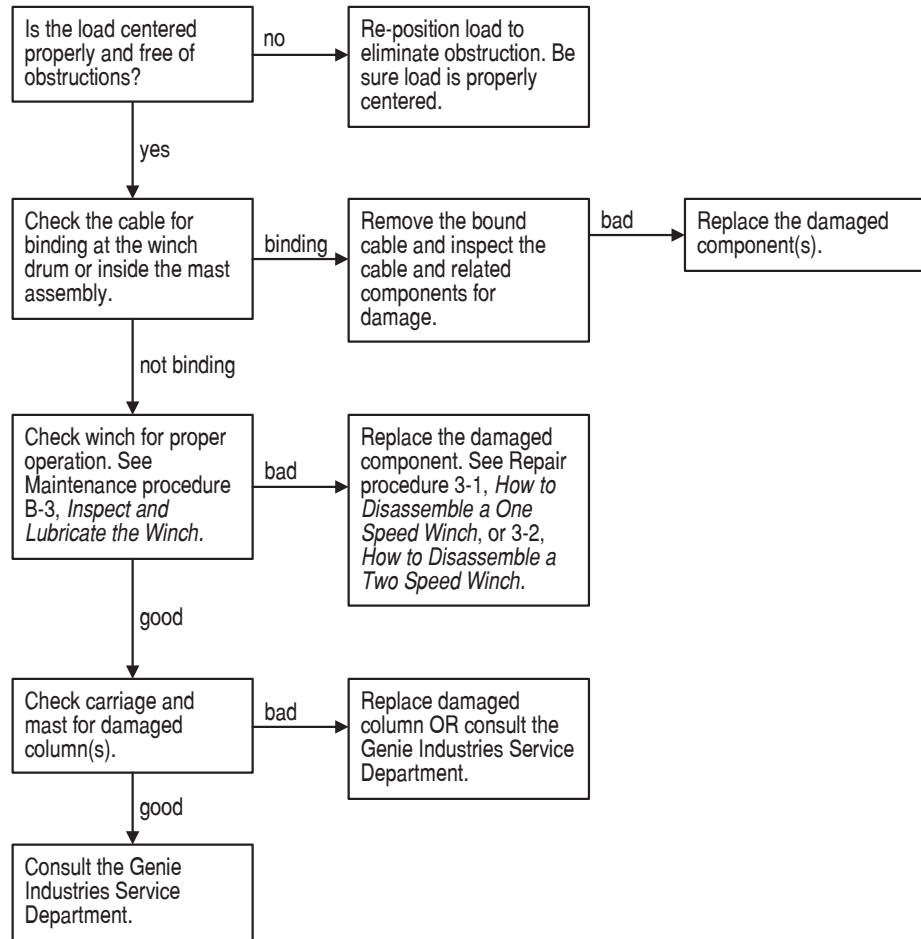 Is the load centered
properly and free of
obstructions?
no
Re-position load to
eliminate obstruction. Be
sure load is properly
centered.
yes
Check the cable for
binding at the winch
drum or inside the mast
assembly.
binding
Remove the bound
cable and inspect the
cable and related
components for
damage.
bad
Replace the damaged
component(s).
not binding
Check winch for proper
operation. See
Maintenance procedure
B-3, Inspect and
Lubricate the Winch.
bad
Replace the damaged
component. See Repair
procedure 3-1, How to
Disassemble a One
Speed Winch, or 3-2,
How to Disassemble a
Two Speed Winch.
good
Check carriage and
mast for damaged
column(s).
bad
Replace damaged
column OR consult the
Genie Industries Service
Department.
good
Consult the Genie
Industries Service
Department.